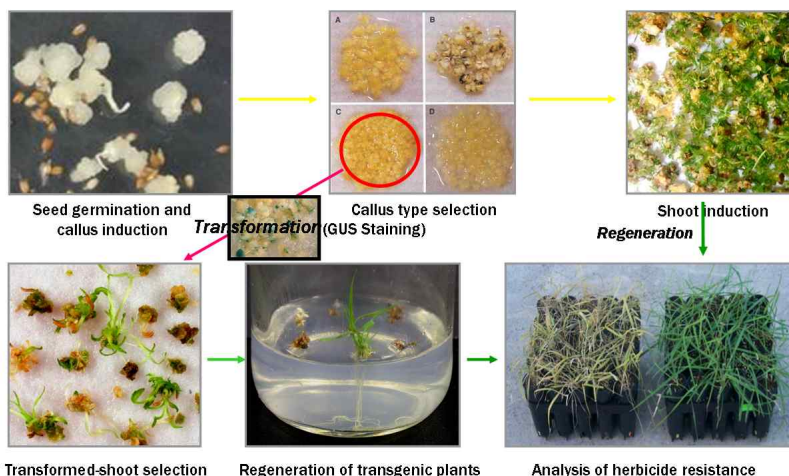 A
B
C
D
Seed germination and
callus induction
Callus type selection
Shoot induction
Transformation (GUS Staining)
Regeneration
Transformed-shoot selection
Regeneration of transgenic plants
Analysis of herbicide resistance